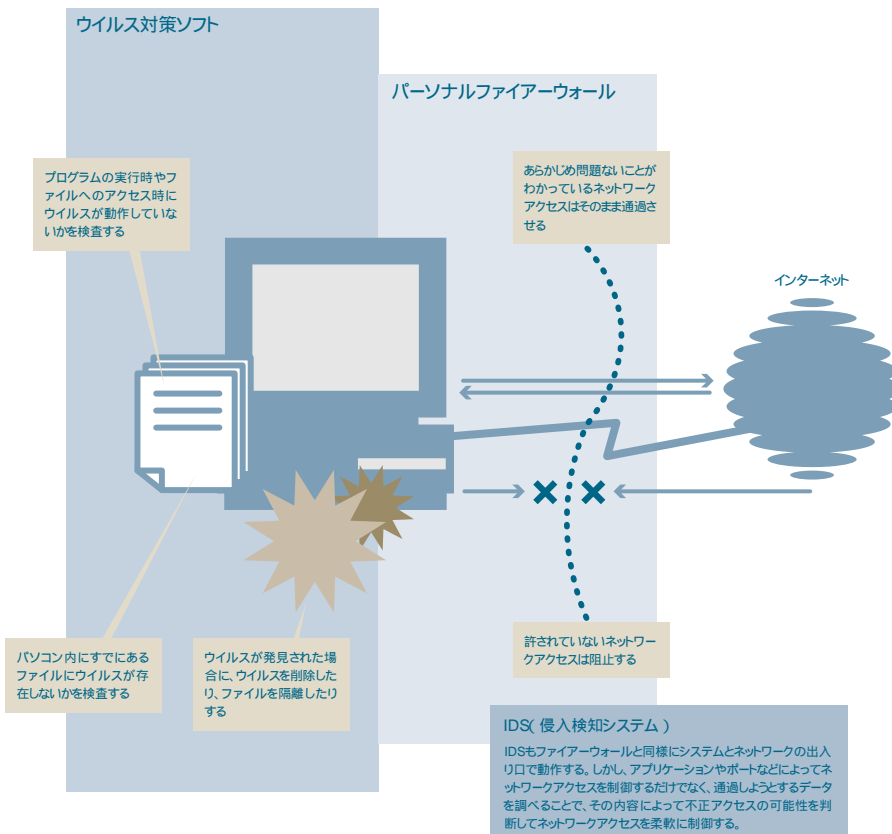 ウイルス対策ソフト
パーソナルファイアーウォール
プログラムの実行時やフ
ァイルへのアクセス時に
ウイルスが動作していな
いかを検査する
あらかじめ問題ないことが
わかっているネットワーク
アクセスはそのまま通過さ
せる
インターネット
パソコン内にすでにある
ファイルにウイルスが存
在しないかを検査する
ウイルスが発見された場
合に、ウイルスを削除した
り、ファイルを隔離したり
する
許されていないネットワー
クアクセスは阻止する
IDS(侵入検知システム)
IDSもファイアーウォールと同様にシステムとネットワークの出入
り口で動作する。しかし、アプリケーションやポートなどによってネ
ットワークアクセスを制御するだけでなく、通過しようとするデータ
を調べることで、その内容によって不正アクセスの可能性を判
断してネットワークアクセスを柔軟に制御する。